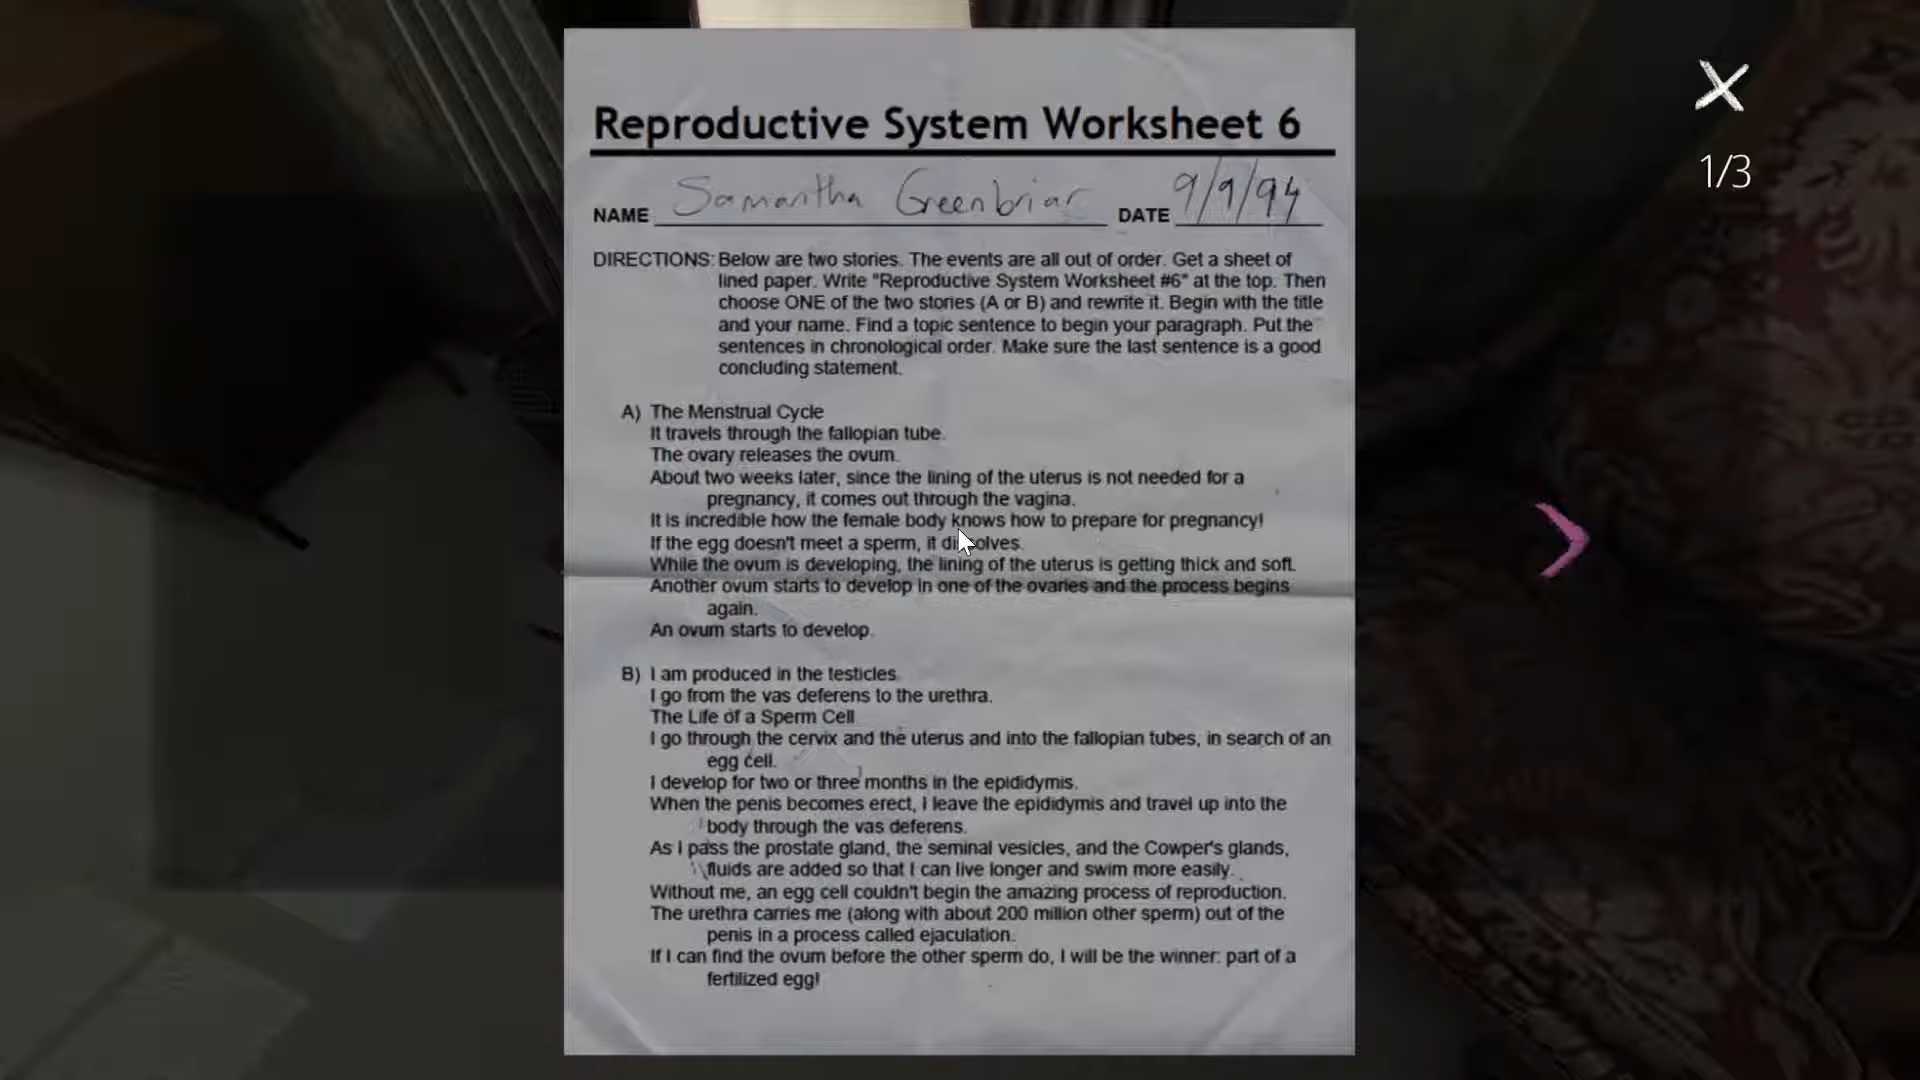 1/3
Reproductive System Worksheet 6
NAME Samantha Greenbriar DATE 9/9/94
DIRECTIONS: Below are two stories. The events are all out of order. Get a sheet of
lined paper. Write "Reproductive System Worksheet #6" at the top. Then
choose ONE of the two stories (A or B) and rewrite it. Begin with the title
and your name. Find a topic sentence to begin your paragraph. Put the
sentences in chronological order. Make sure the last sentence is a good
concluding statement.
A) The Menstrual Cycle
It travels through the fallopian tube.
The ovary releases the ovum.
About two weeks later, since the lining of the uterus is not needed for a
pregnancy, it comes out through the vagina.
It is incredible how the female body knows how to prepare for pregnancy!
If the egg doesn't meet a sperm, it dissolves.
While the ovum is developing, the lining of the uterus is getting thick and soft.
Another ovum starts to develop in one of the ovaries and the process begins
again.
An ovum starts to develop.
B) I am produced in the testicles.
I go from the vas deferens to the urethra.
The Life of a Sperm Cell
I go through the cervix and the uterus and into the fallopian tubes, in search of an
egg cell.
I develop for two or three months in the epididymis.
When the penis becomes erect, I leave the epididymis and travel up into the
body through the vas deferens.
As I pass the prostate gland, the seminal vesicles, and the Cowper's glands,
fluids are added so that I can live longer and swim more easily.
Without me, an egg cell couldn't begin the amazing process of reproduction.
The urethra carries me (along with about 200 million other sperm) out of the
penis in a process called ejaculation.
If I can find the ovum before the other sperm do, I will be the winner: part of a
fertilized egg!